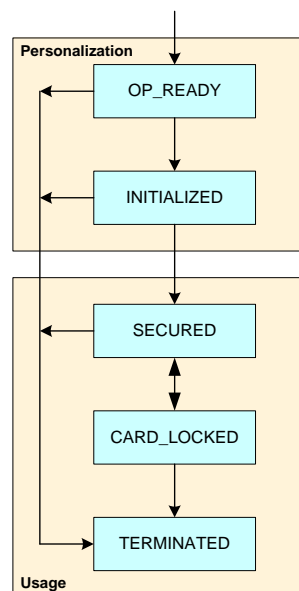 Personalization
OP_READY
INITIALIZED
SECURED
CARD_LOCKED
TERMINATED
Usage